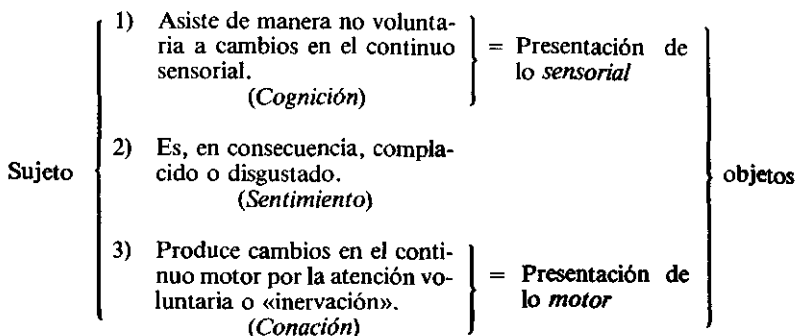 1) Asiste de manera no volunta-
ria a cambios en el continuo = Presentación de
sensorial. lo sensorial
(Cognición)
2) Es, en consecuencia, compla-
Sujeto cido o disgustado. objetos
(Sentimiento)
3) Produce cambios en el conti-
nuo motor por la atención vo- = Presentación de
luntaria o «inervación». lo motor
(Conación)